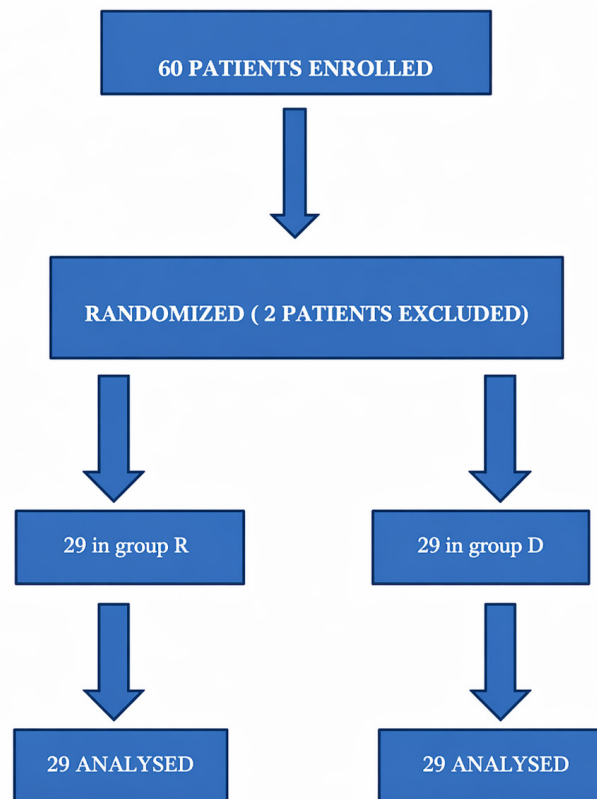 60 PATIENTS ENROLLED
RANDOMIZED ( 2 PATIENTS EXCLUDED)
29 in group R
29 in group D
29 ANALYSED
29 ANALYSED